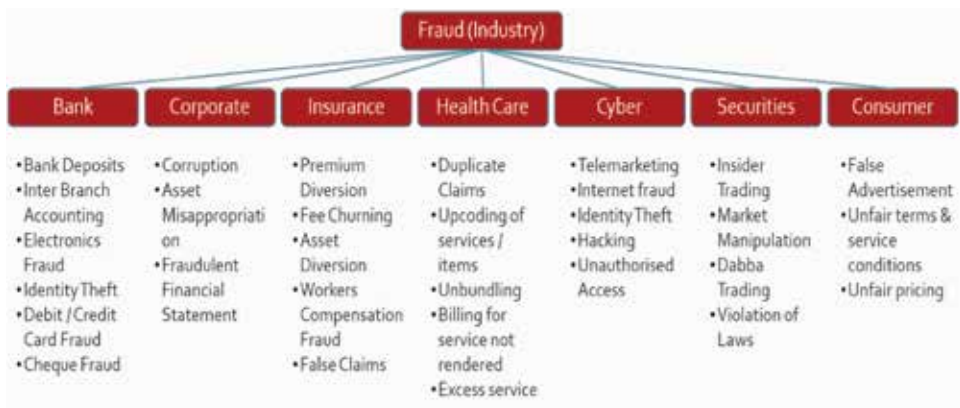 Fraud (Industry)
Bank
Corporate
Insurance
Health Care
Cyber
Securities
Consumer
•Bank Deposits
•Inter Branch
Accounting
•Electronics
Fraud
•Identity Theft
•Debit / Credit
Card Fraud
•Cheque Fraud
•Corruption
•Asset
Misappropriati
on
•Fraudulent
Financial
Statement
•Premium
Diversion
•Fee Churning
•Asset
Diversion
•Workers
Compensation
Fraud
•False Claims
•Duplicate
Claims
•Upcoding of
services /
items
•Unbundling
•Billing for
service not
rendered
•Excess service
•Telemarketing
•Internet fraud
•Identity Theft
•Hacking
•Unauthorised
Access
•Insider
Trading
•Market
Manipulation
•Dabba
Trading
•Violation of
Laws
•False
Advertisement
•Unfair terms &
service
conditions
•Unfair pricing